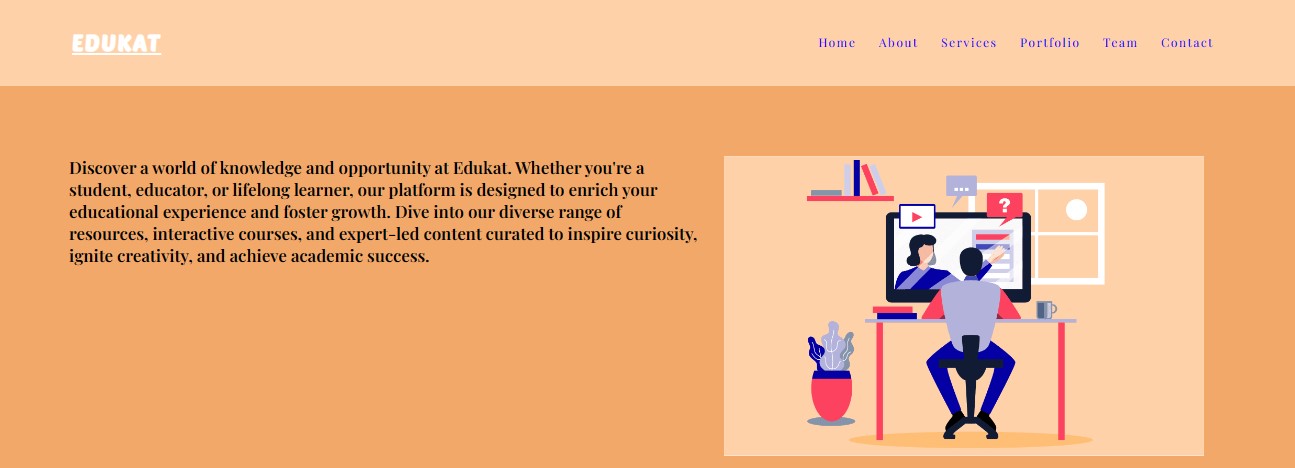 EDUKAT
Home About Services Portfolio Team Contact
Discover a world of knowledge and opportunity at Edukat. Whether you're a
student, educator, or lifelong learner, our platform is designed to enrich your
educational experience and foster growth. Dive into our diverse range of
resources, interactive courses, and expert-led content curated to inspire curiosity,
ignite creativity, and achieve academic success.
...
?